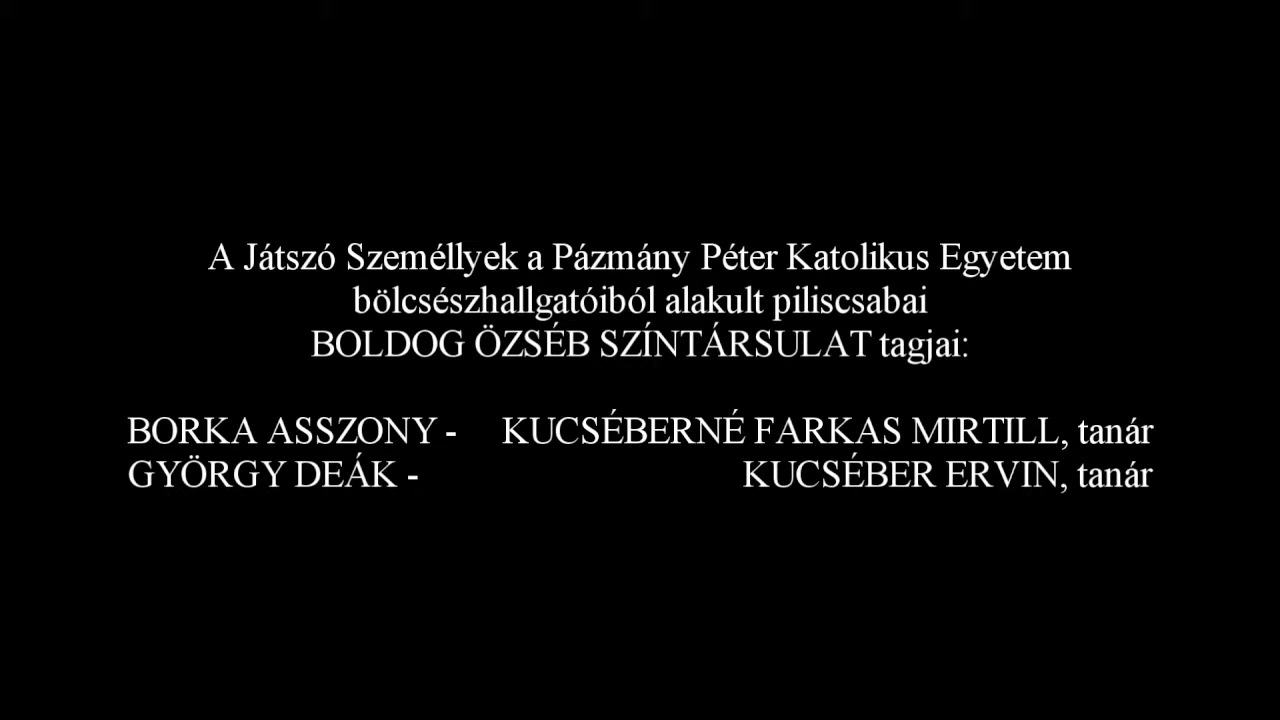 A Játszó Személlyek a Pázmány Péter Katolikus Egyetem
bölcsészhallgatóiból alakult piliscsabai
BOLDOG ÖZSÉB SZÍNTÁRSULAT tagjai:
BORKA ASSZONY - KUCSÉBERNÉ FARKAS MIRTILL, tanár
GYÖRGY DEÁK - KUCSÉBER ERVIN, tanár